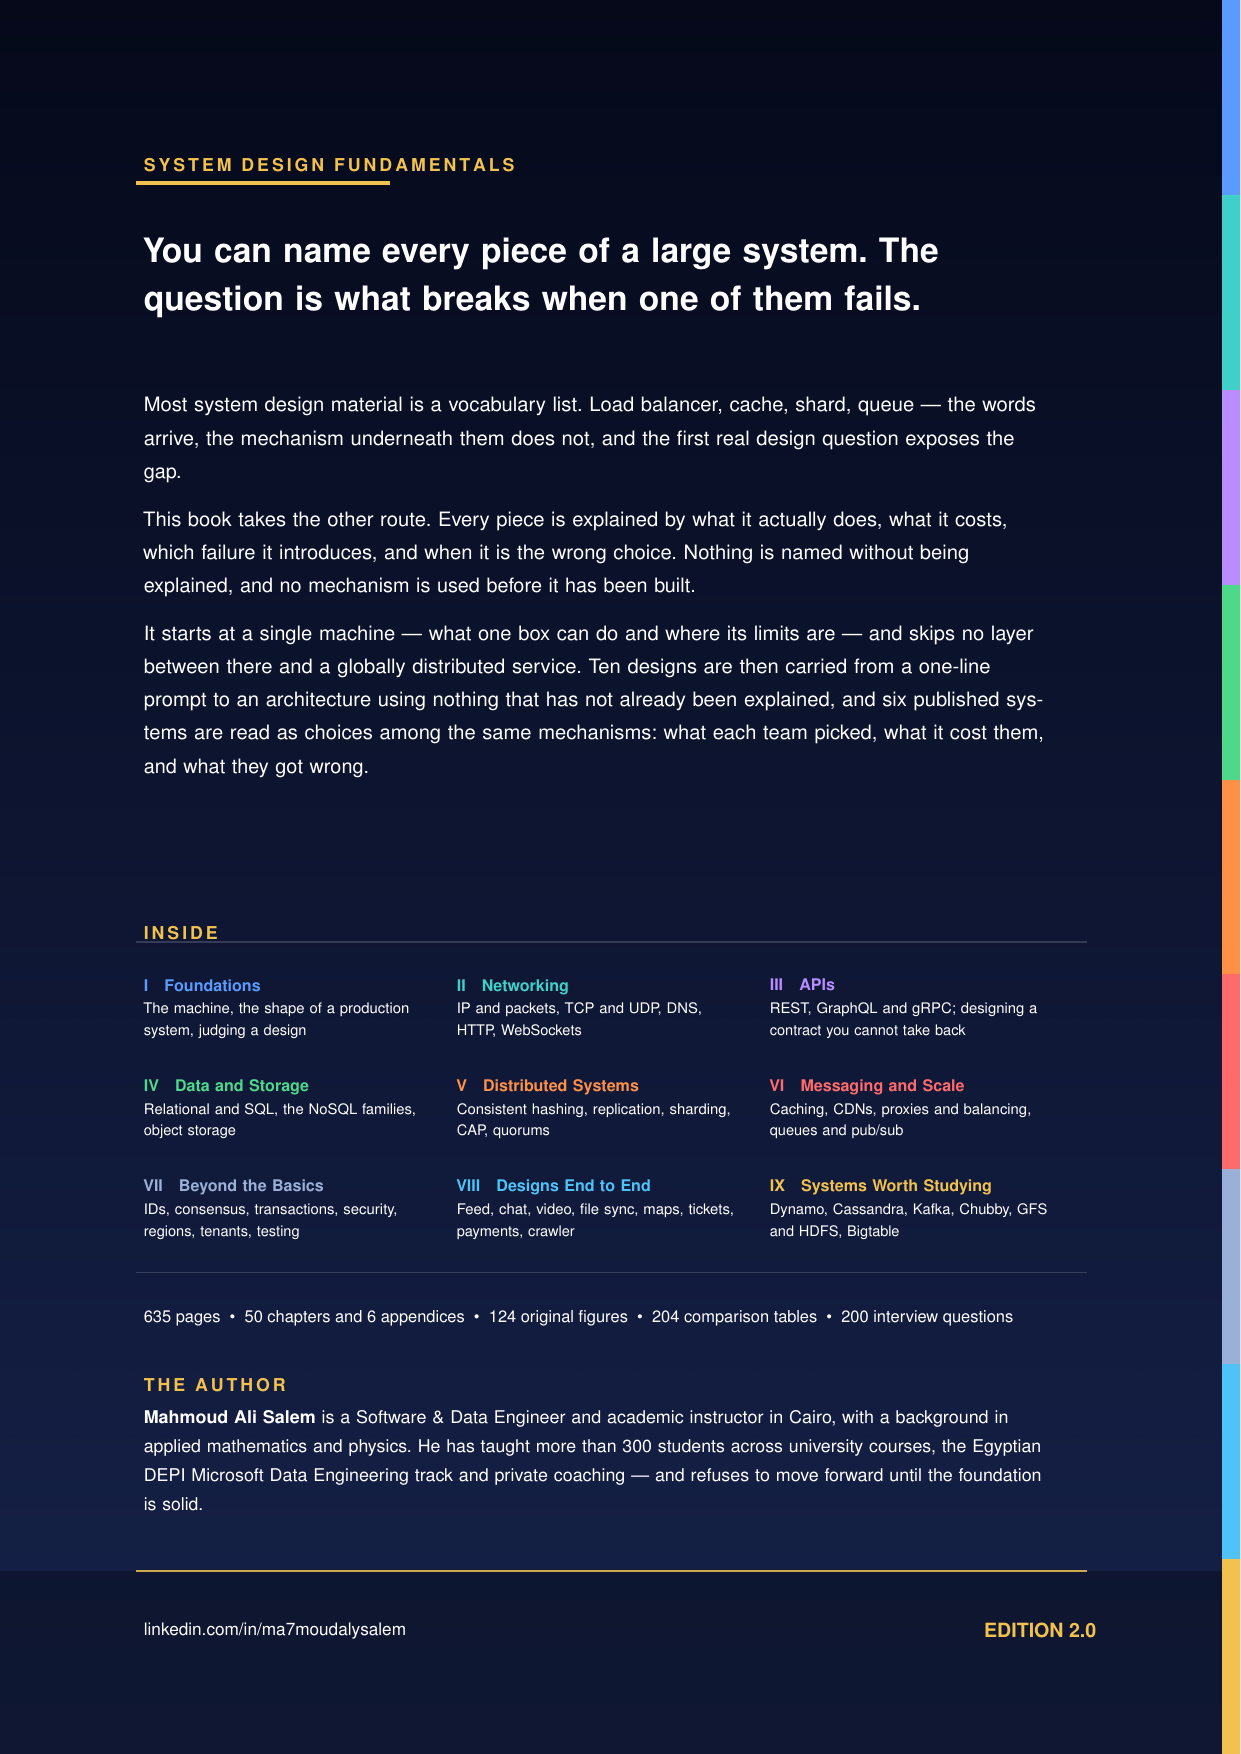 SYSTEM DESIGN FUNDAMENTALS
You can name every piece of a large system. The
question is what breaks when one of them fails.
Most system design material is a vocabulary list. Load balancer, cache, shard, queue — the words
arrive, the mechanism underneath them does not, and the first real design question exposes the
gap.
This book takes the other route. Every piece is explained by what it actually does, what it costs,
which failure it introduces, and when it is the wrong choice. Nothing is named without being
explained, and no mechanism is used before it has been built.
It starts at a single machine — what one box can do and where its limits are — and skips no layer
between there and a globally distributed service. Ten designs are then carried from a one-line
prompt to an architecture using nothing that has not already been explained, and six published sys-
tems are read as choices among the same mechanisms: what each team picked, what it cost them,
and what they got wrong.
INSIDE
I Foundations
The machine, the shape of a production
system, judging a design
II Networking
IP and packets, TCP and UDP, DNS,
HTTP, WebSockets
III APIs
REST, GraphQL and gRPC; designing a
contract you cannot take back
IV Data and Storage
Relational and SQL, the NoSQL families,
object storage
V Distributed Systems
Consistent hashing, replication, sharding,
CAP, quorums
VI Messaging and Scale
Caching, CDNs, proxies and balancing,
queues and pub/sub
VII Beyond the Basics
IDs, consensus, transactions, security,
regions, tenants, testing
VIII Designs End to End
Feed, chat, video, file sync, maps, tickets,
payments, crawler
IX Systems Worth Studying
Dynamo, Cassandra, Kafka, Chubby, GFS
and HDFS, Bigtable
635 pages • 50 chapters and 6 appendices • 124 original figures • 204 comparison tables • 200 interview questions
THE AUTHOR
Mahmoud Ali Salem is a Software & Data Engineer and academic instructor in Cairo, with a background in
applied mathematics and physics. He has taught more than 300 students across university courses, the Egyptian
DEPI Microsoft Data Engineering track and private coaching — and refuses to move forward until the foundation
is solid.
linkedin.com/in/ma7moudalysalem
EDITION 2.0